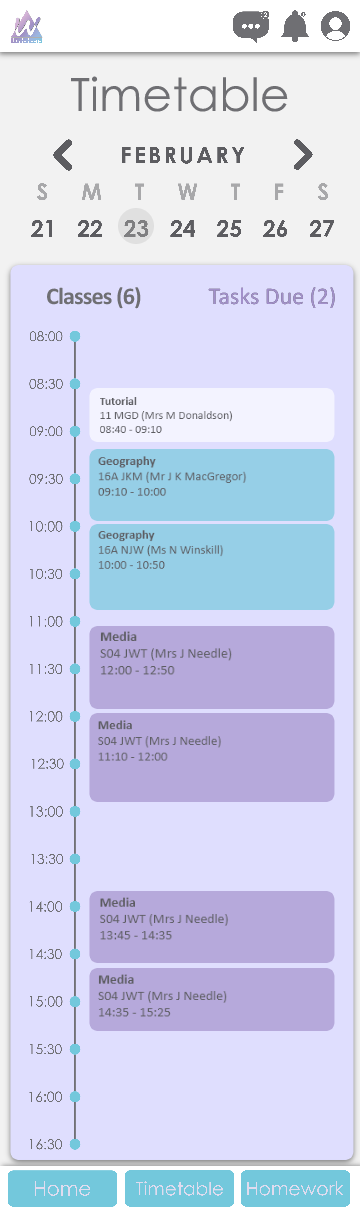 Timetable
FEBRUARY
S M T W T F S
21 22 23 24 25 26 27
Classes (6) Tasks Due (2)
08:00
08:30
Tutorial
11 MGD (Mrs M Donaldson)
08:40 - 09:10
09:00
Geography
16A JKM (Mr J K MacGregor)
09:10 - 10:00
09:30
10:00
Geography
16A NJW (Ms N Winskill)
10:00 - 10:50
10:30
11:00
Media
S04 JWT (Mrs J Needle)
12:00 - 12:50
11:30
12:00
Media
S04 JWT (Mrs J Needle)
11:10 - 12:00
12:30
13:00
13:30
14:00
Media
S04 JWT (Mrs J Needle)
13:45 - 14:35
14:30
Media
S04 JWT (Mrs J Needle)
14:35 - 15:25
15:00
15:30
16:00
16:30
Home Timetable Homework